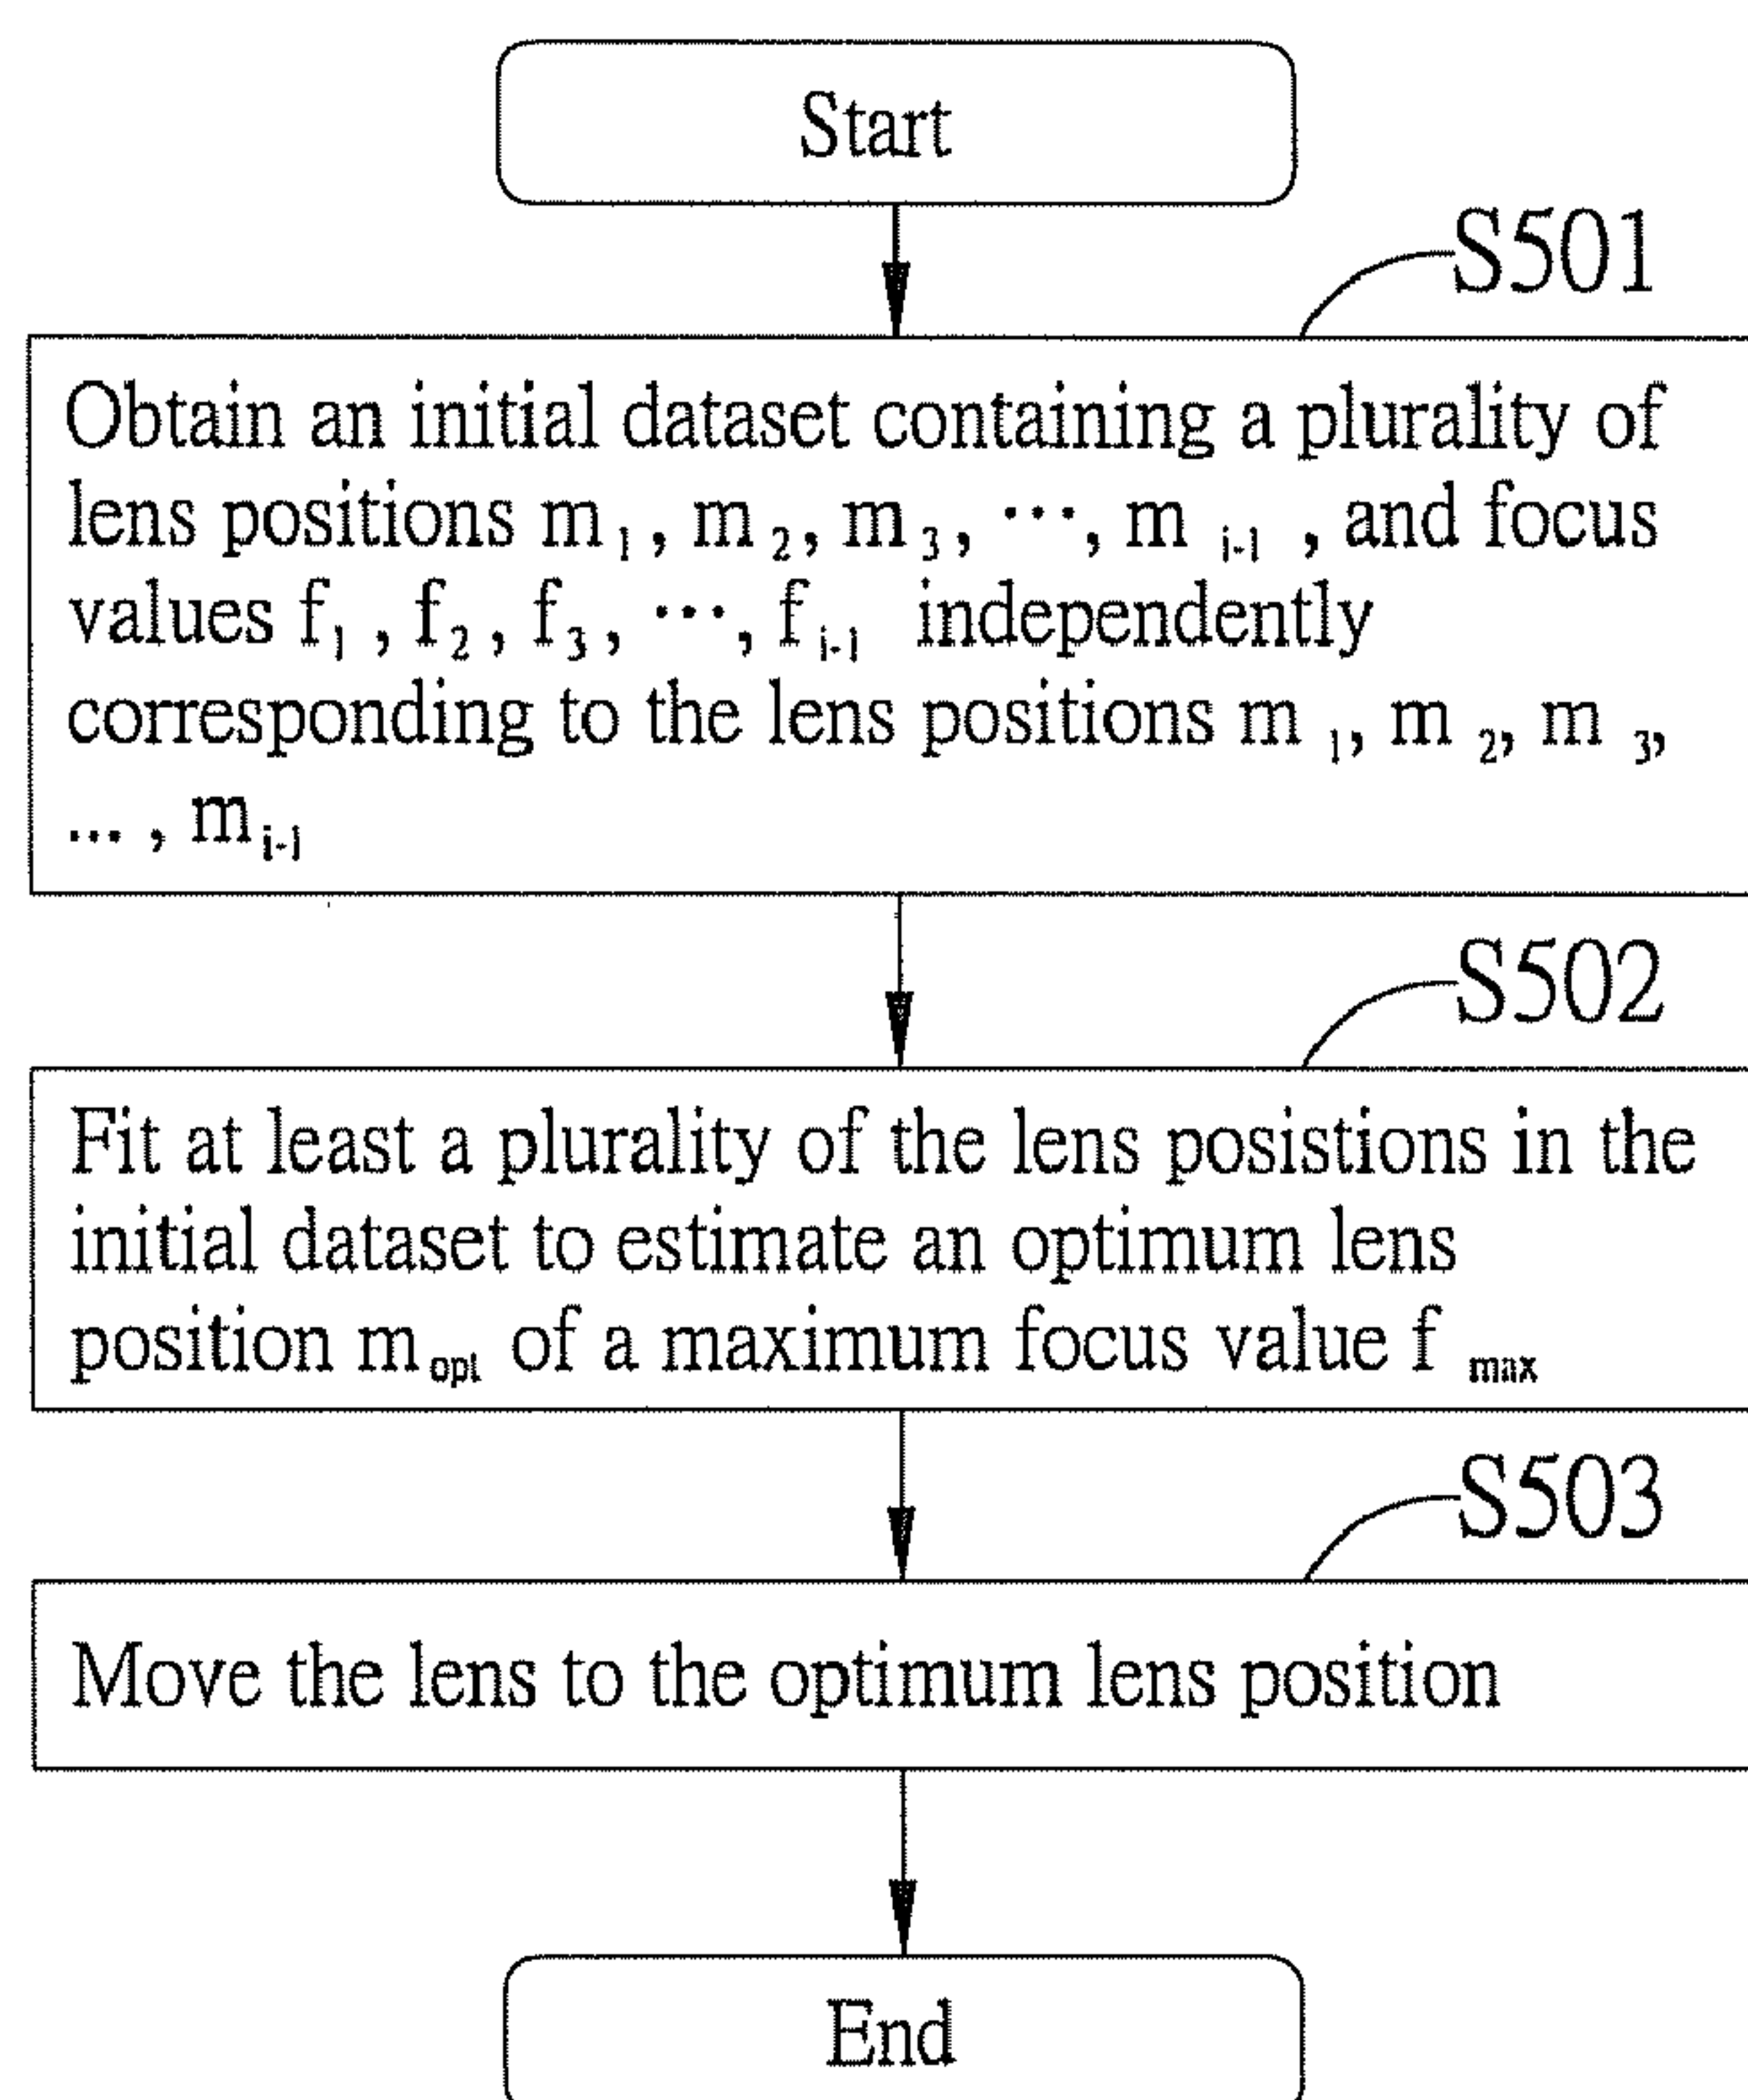 Start
S501
Obtain an initial dataset containing a plurality of
lens positions m₁, m₂, m₃, ⋯, m ᵢ₋₁ , and focus
values f₁ , f₂ , f₃ , ⋯, fᵢ₋₁ independently
corresponding to the lens positions m ₁, m ₂, m ₃,
... , mᵢ₋₁
S502
Fit at least a plurality of the lens posistions in the
initial dataset to estimate an optimum lens
position m opt of a maximum focus value f max
S503
Move the lens to the optimum lens position
End